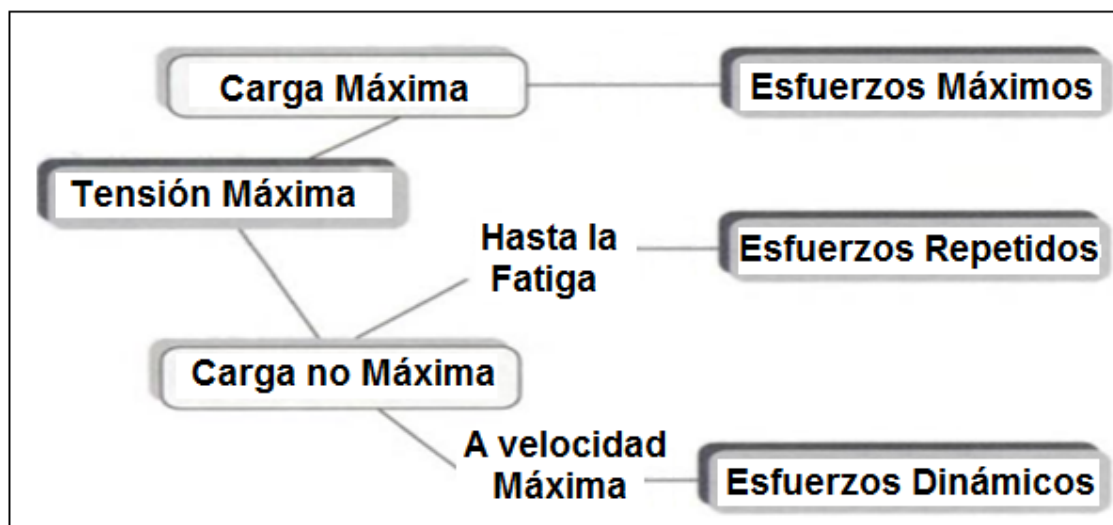 Carga Máxima
Esfuerzos Máximos
Tensión Máxima
Hasta la
Fatiga
Esfuerzos Repetidos
Carga no Máxima
A velocidad
Máxima
Esfuerzos Dinámicos